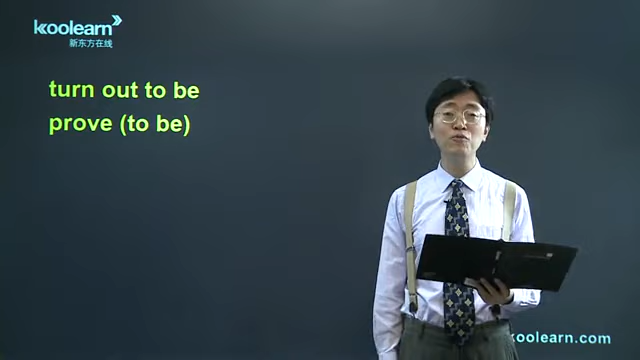 koolearn
新东方在线
turn out to be
prove (to be)
koolearn.com